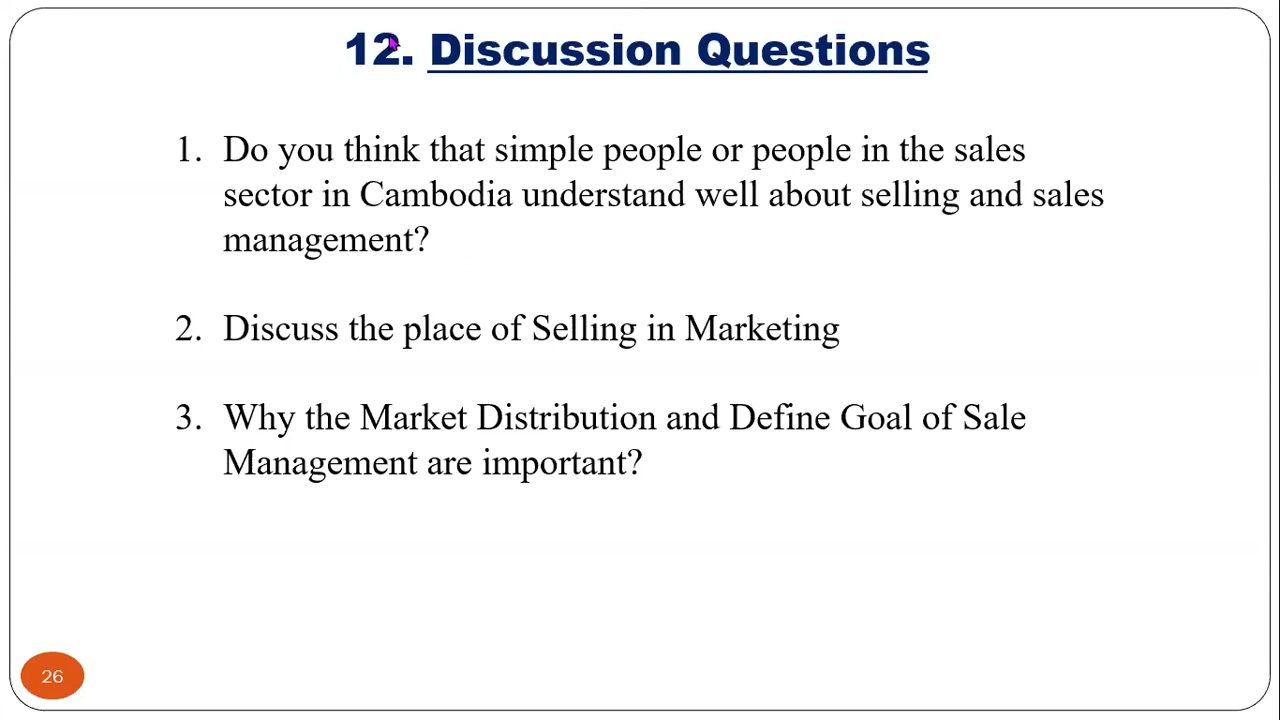 12. Discussion Questions
1. Do you think that simple people or people in the sales
sector in Cambodia understand well about selling and sales
management?
2. Discuss the place of Selling in Marketing
3. Why the Market Distribution and Define Goal of Sale
Management are important?
26